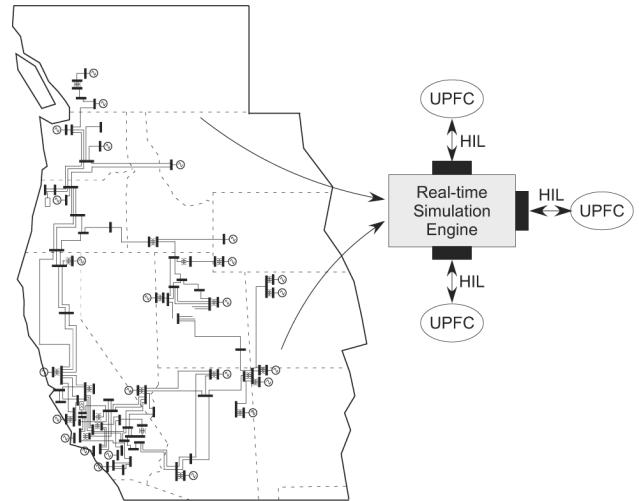 UPFC
HIL
Real-time
Simulation
Engine
HIL
UPFC
HIL
UPFC